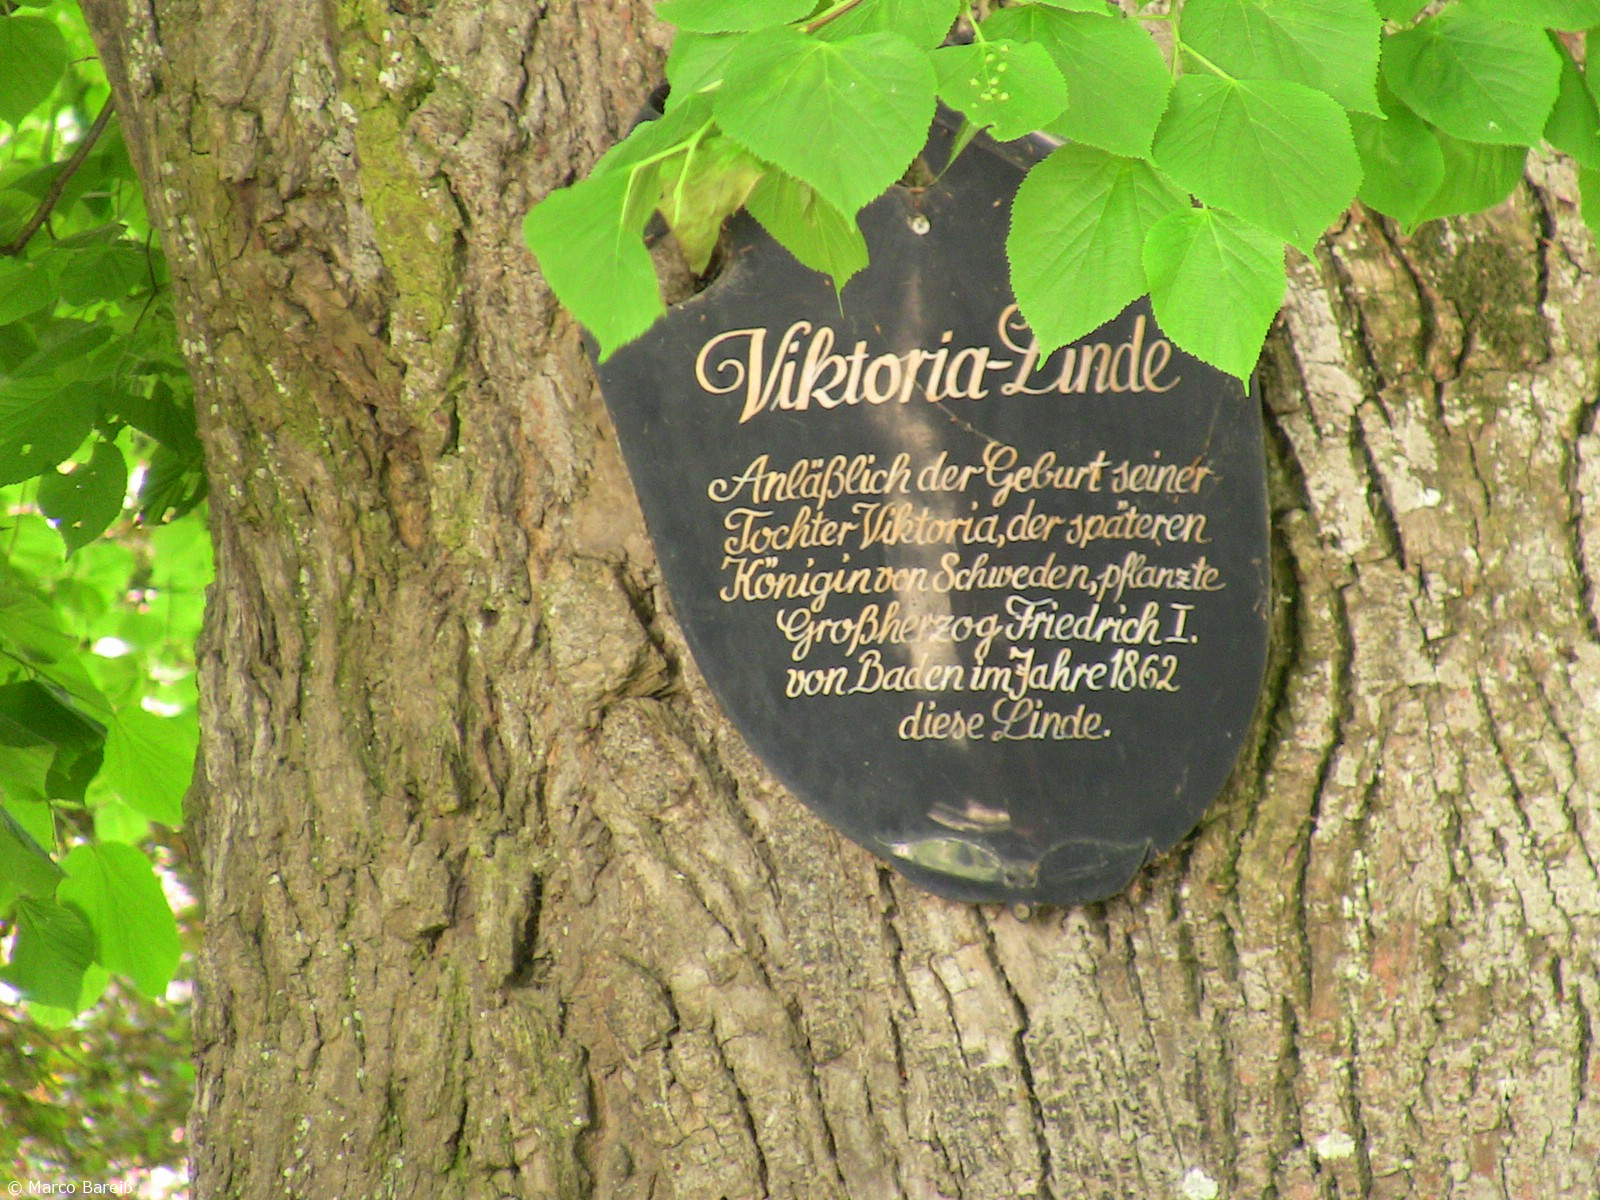 Viktoria-Linde
Anläßlich der Geburt seiner
Tochter Viktoria, der späteren
Königin von Schweden, pflanzte
Großherzog Friedrich I.
von Baden im Jahre 1862
diese Linde.
© Marco Bareiß